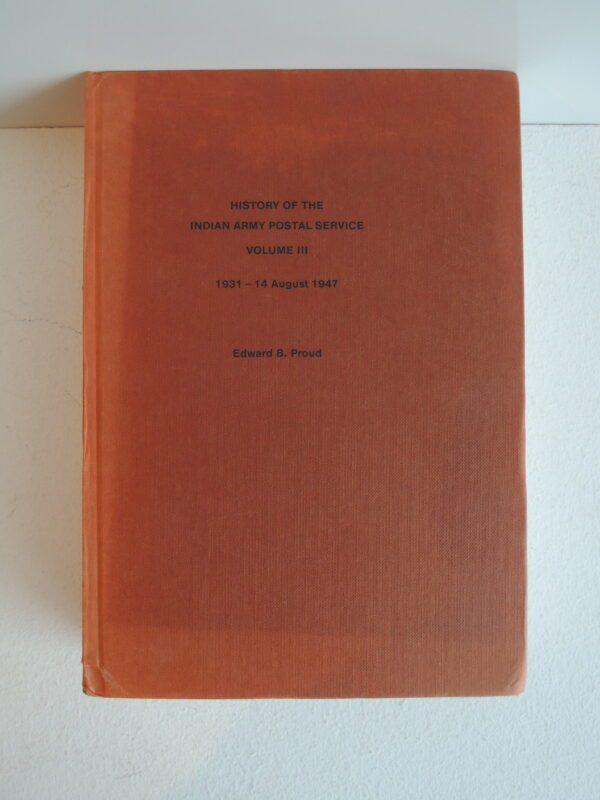 HISTORY OF THE
INDIAN ARMY POSTAL SERVICE
VOLUME III
1931 – 14 August 1947
Edward B. Proud